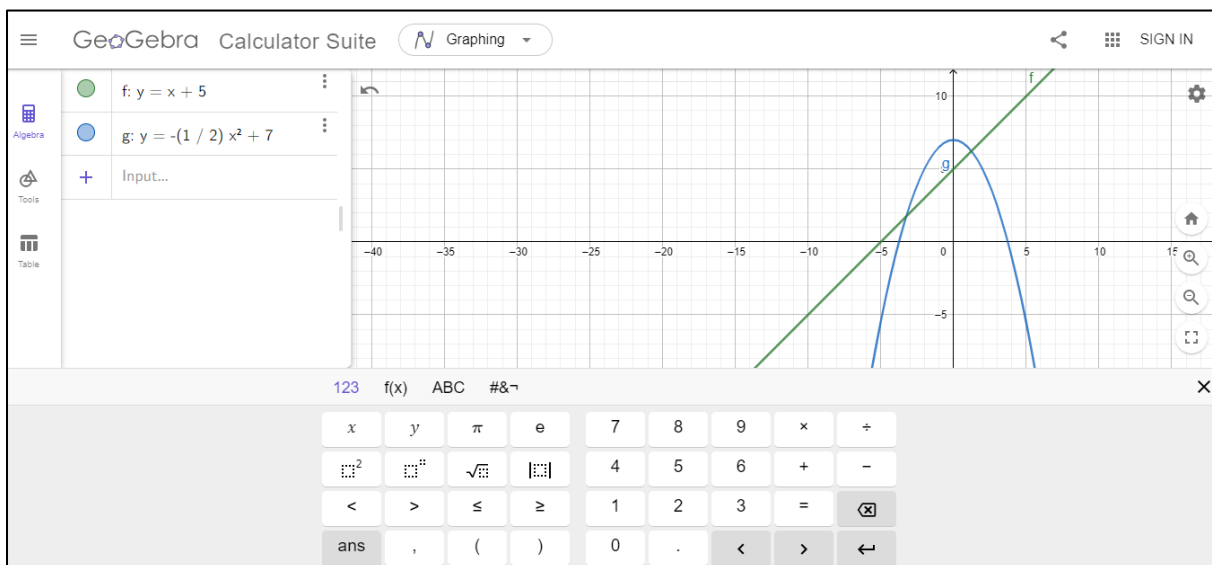 GeoGebra Calculator Suite Graphing SIGN IN
f: y = x + 5
g: y = -(1 / 2) x² + 7
+ Input...
Algebra
Tools
Table
f
10
g
−40 −35 −30 −25 −20 −15 −10 −5 0 5 10 15
−5
123 f(x) ABC #&¬
x y π e 7 8 9 × ÷
² √ |  | 4 5 6 + −
< > ≤ ≥ 1 2 3 =
ans , ( ) 0 . < >